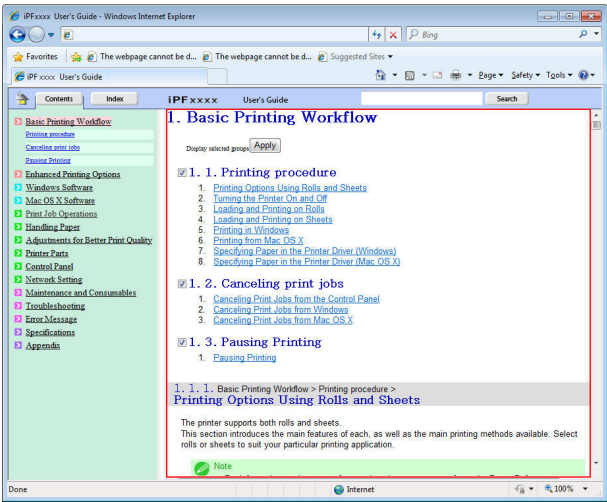 iPFxxxx User's Guide - Windows Internet Explorer
Bing
Favorites
The webpage cannot be d...
The webpage cannot be d...
Suggested Sites
iPF xxxx User's Guide
Page
Safety
Tools
Contents
Index
iPFxxxx
User's Guide
Search
Basic Printing Workflow
Printing procedure
Canceling print jobs
Pausing Printing
Enhanced Printing Options
Windows Software
Mac OS X Software
Print Job Operations
Handling Paper
Adjustments for Better Print Quality
Printer Parts
Control Panel
Network Setting
Maintenance and Consumables
Troubleshooting
Error Message
Specifications
Appendix
1. Basic Printing Workflow
Display selected groups Apply
1. 1. Printing procedure
1. Printing Options Using Rolls and Sheets
2. Turning the Printer On and Off
3. Loading and Printing on Rolls
4. Loading and Printing on Sheets
5. Printing in Windows
6. Printing from Mac OS X
7. Specifying Paper in the Printer Driver (Windows)
8. Specifying Paper in the Printer Driver (Mac OS X)
1. 2. Canceling print jobs
1. Canceling Print Jobs from the Control Panel
2. Canceling Print Jobs from Windows
3. Canceling Print Jobs from Mac OS X
1. 3. Pausing Printing
1. Pausing Printing
1. 1. 1. Basic Printing Workflow > Printing procedure >
Printing Options Using Rolls and Sheets
The printer supports both rolls and sheets.
This section introduces the main features of each, as well as the main printing methods available. Select
rolls or sheets to suit your particular printing application.
Note
Done
Internet
100%